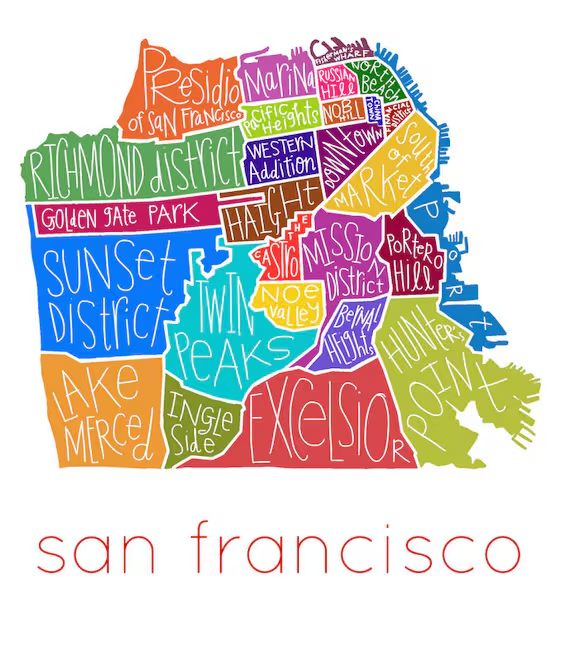 Presidio
of San Francisco
Marina
Fisherman's
Wharf
Russian
Hill
North
Beach
Pacific
Heights
Nob
Hill
China
Town
Financial
District
Richmond district
Western
Addition
Downtown
South
of
Market
Golden gate Park
Haight
The
Castro
Mission
District
Portero
Hill
Port
Sunset
District
Twin
Peaks
Noe
Valley
Bernal
Heights
Hunter's
Point
Lake
Merced
Ingle
Side
Excelsior
san francisco